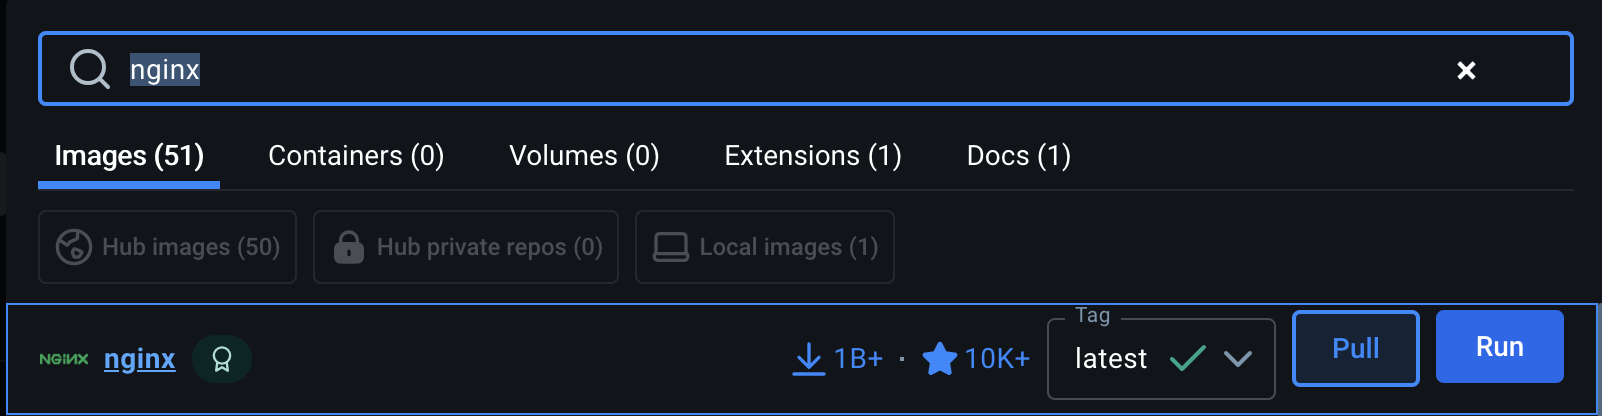 nginx
Images (51) Containers (0) Volumes (0) Extensions (1) Docs (1)
Hub images (50) Hub private repos (0) Local images (1)
NGINX nginx 1B+ · 10K+ Tag latest Pull Run